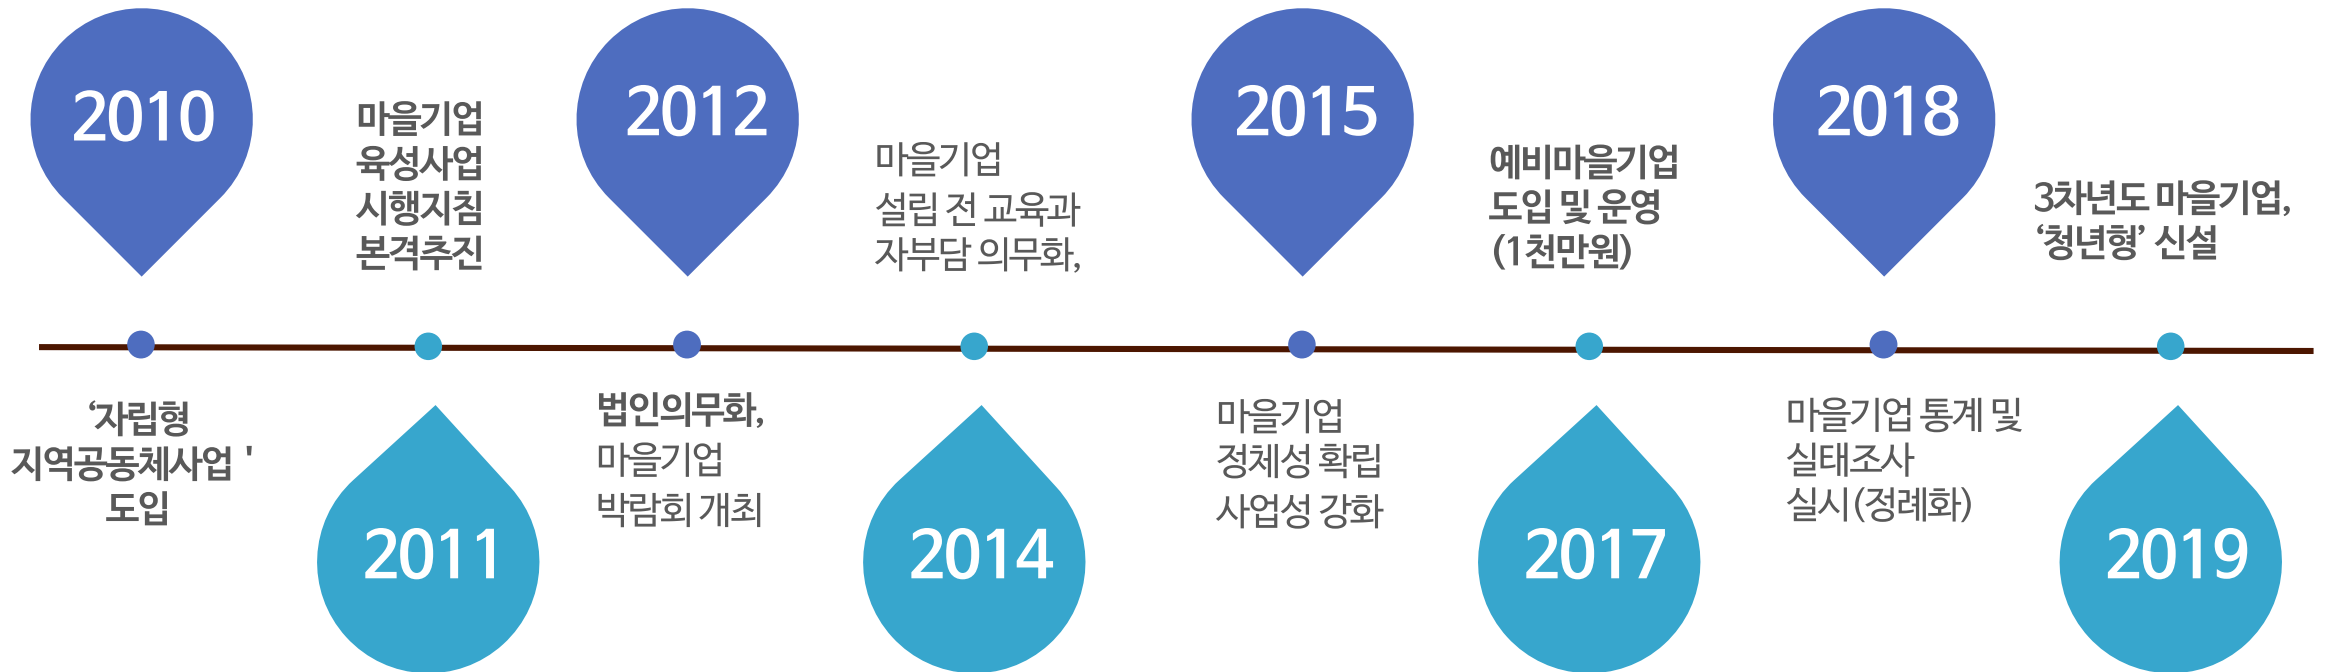 2010
‘자립형
지역공동체사업 '
도입
마을기업
육성사업
시행지침
본격추진
2011
2012
법인의무화,
마을기업
박람회 개최
마을기업
설립 전 교육과
자부담 의무화,
2014
2015
마을기업
정체성 확립
사업성 강화
예비마을기업
도입 및 운영
(1천만원)
2017
2018
마을기업 통계 및
실태조사
실시(정례화)
3차년도 마을기업,
‘청년형’ 신설
2019